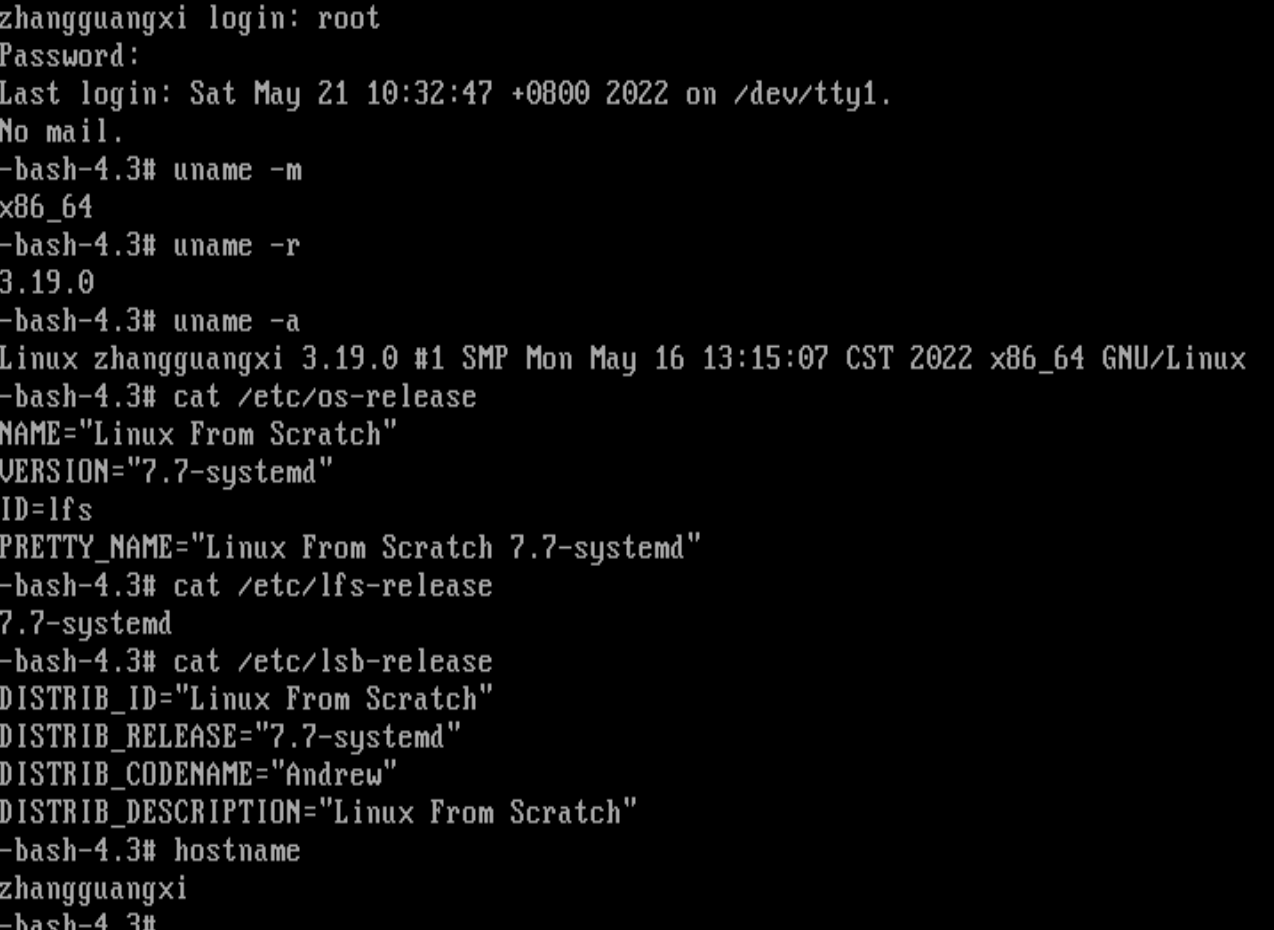 zhangguangxi login: root
Password:
Last login: Sat May 21 10:32:47 +0800 2022 on /dev/tty1.
No mail.
-bash-4.3# uname -m
x86_64
-bash-4.3# uname -r
3.19.0
-bash-4.3# uname -a
Linux zhangguangxi 3.19.0 #1 SMP Mon May 16 13:15:07 CST 2022 x86_64 GNU/Linux
-bash-4.3# cat /etc/os-release
NAME="Linux From Scratch"
VERSION="7.7-systemd"
ID=lfs
PRETTY_NAME="Linux From Scratch 7.7-systemd"
-bash-4.3# cat /etc/lfs-release
7.7-systemd
-bash-4.3# cat /etc/lsb-release
DISTRIB_ID="Linux From Scratch"
DISTRIB_RELEASE="7.7-systemd"
DISTRIB_CODENAME="Andrew"
DISTRIB_DESCRIPTION="Linux From Scratch"
-bash-4.3# hostname
zhangguangxi
-bash-4.3#